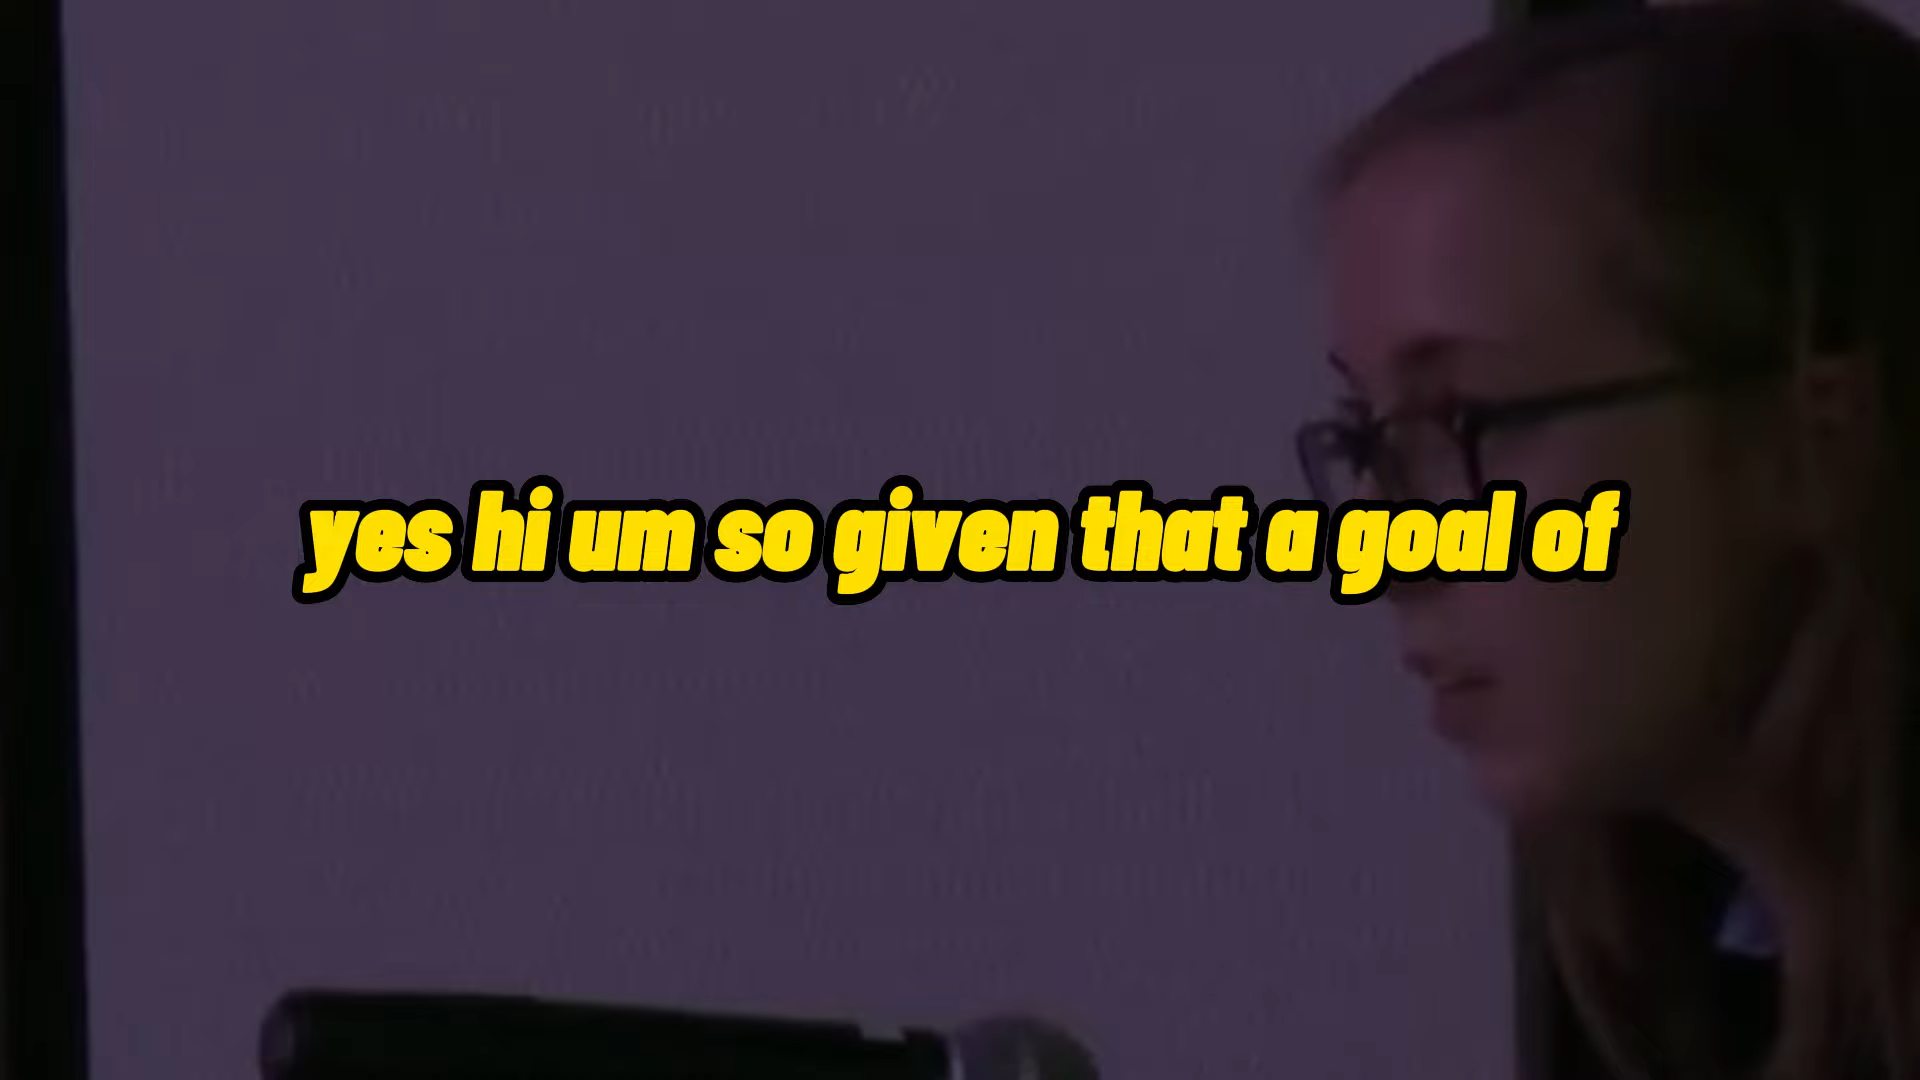 yes hi um so given that a goal of